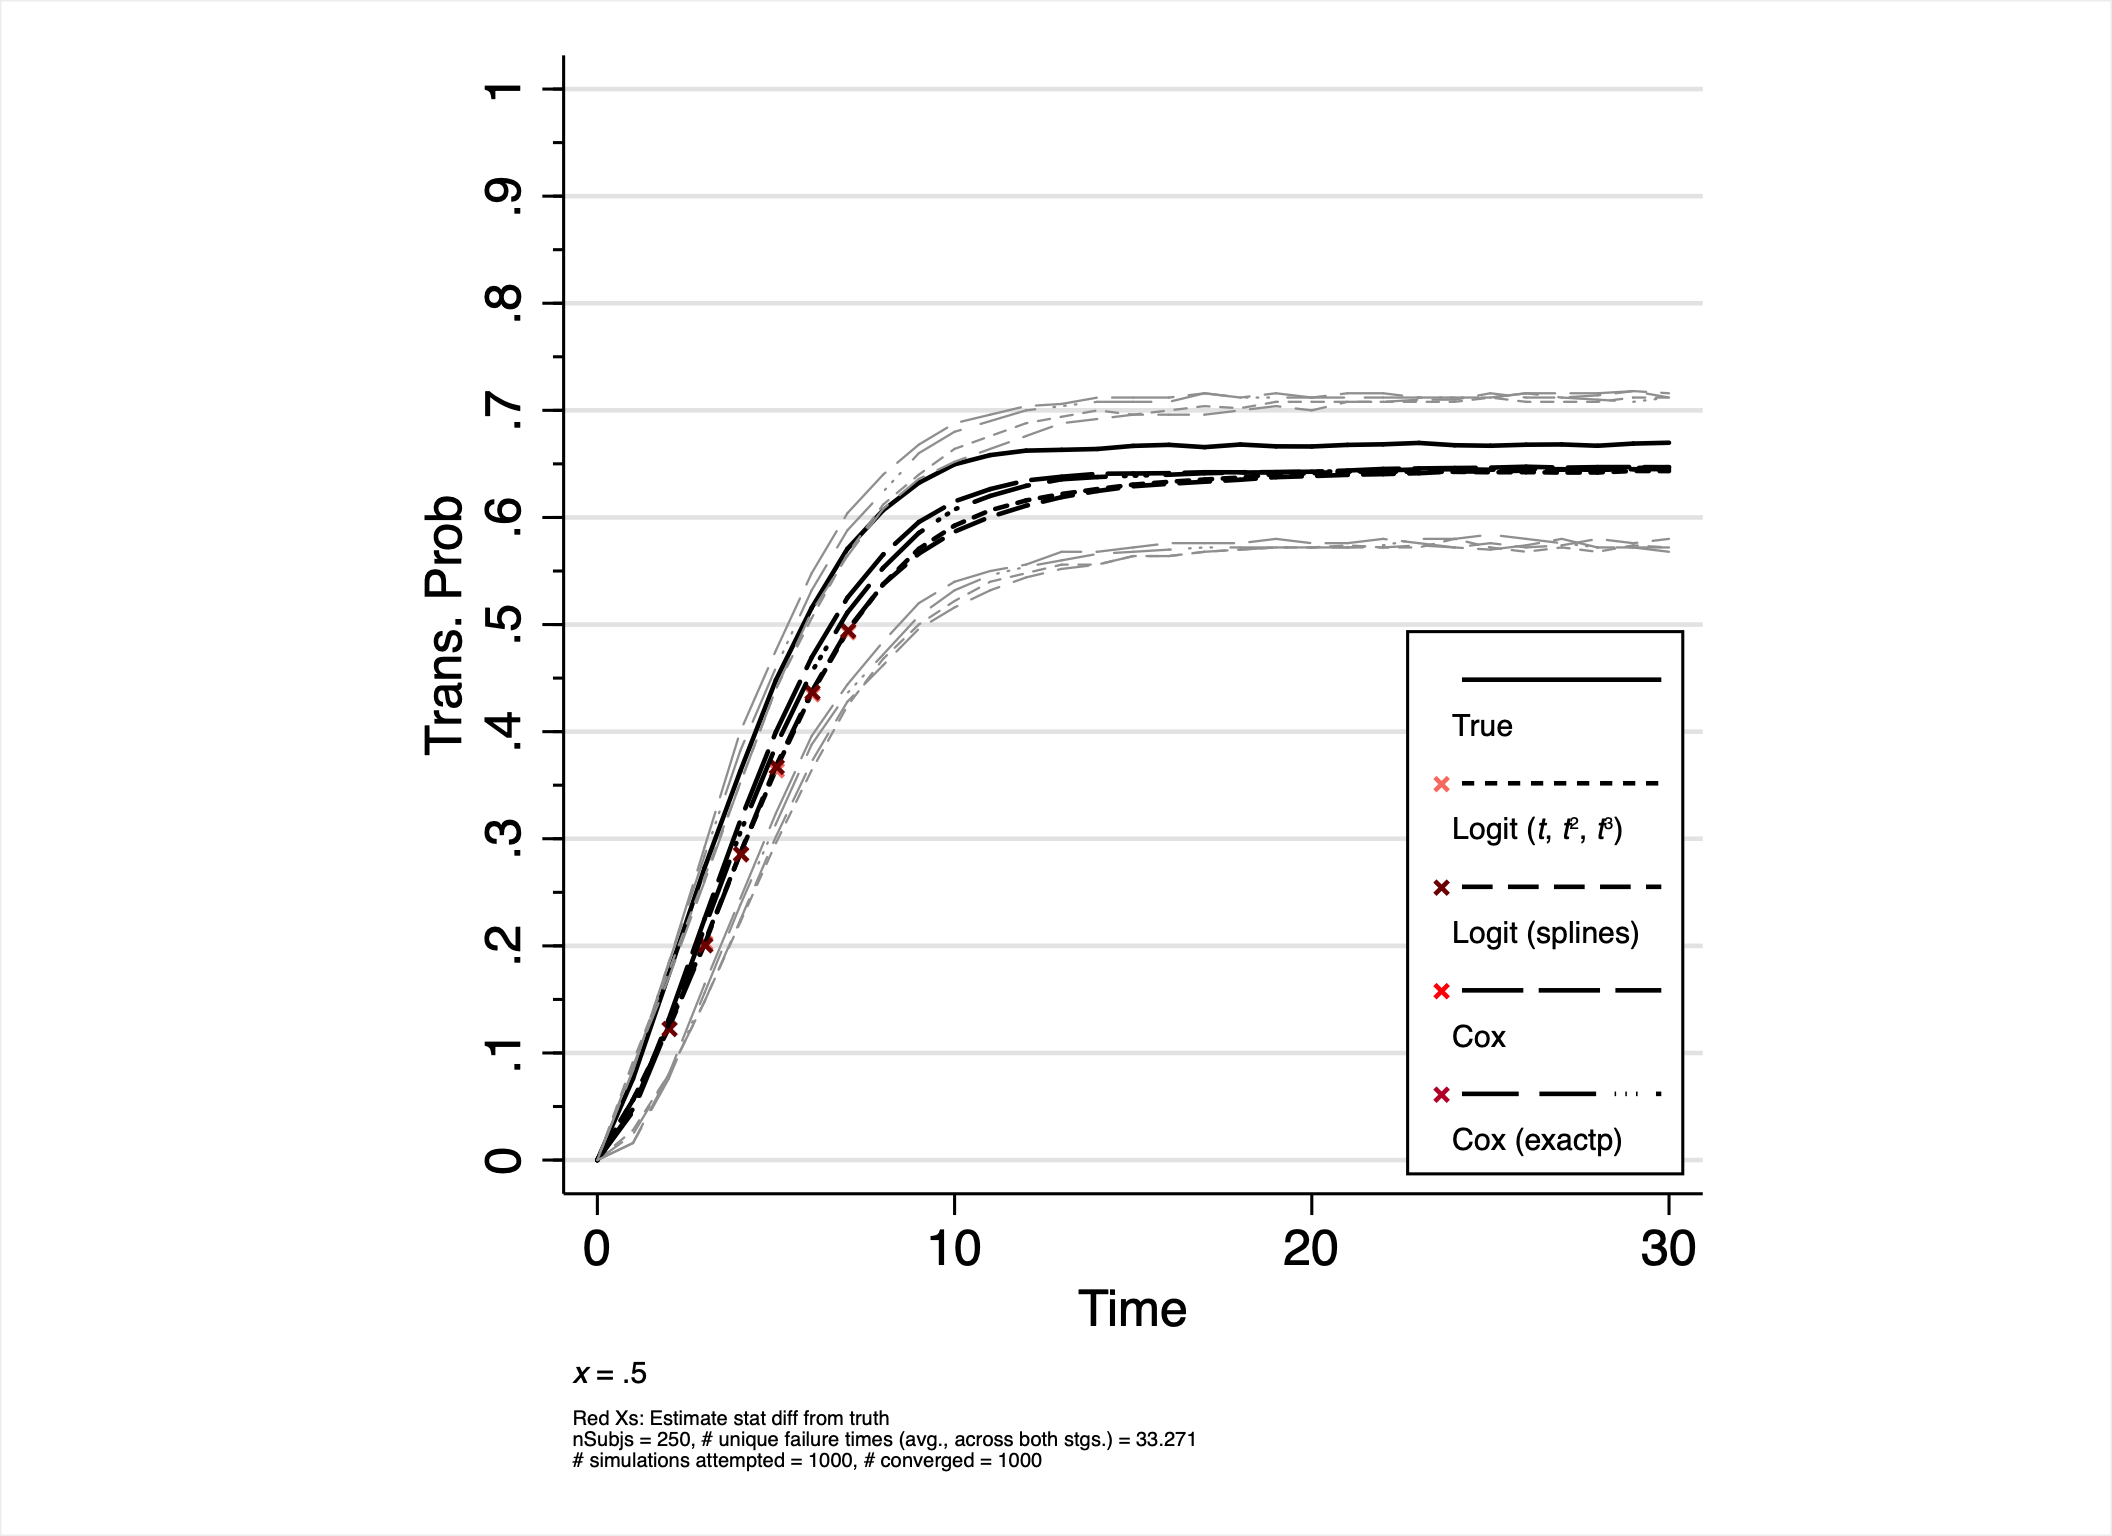 1
.9
.8
.7
.6
.5
.4
.3
.2
.1
0
Trans. Prob
True
Logit (t, t², t³)
Logit (splines)
Cox
Cox (exactp)
0 10 20 30
Time
x = .5
Red Xs: Estimate stat diff from truth
nSubjs = 250, # unique failure times (avg., across both stgs.) = 33.271
# simulations attempted = 1000, # converged = 1000